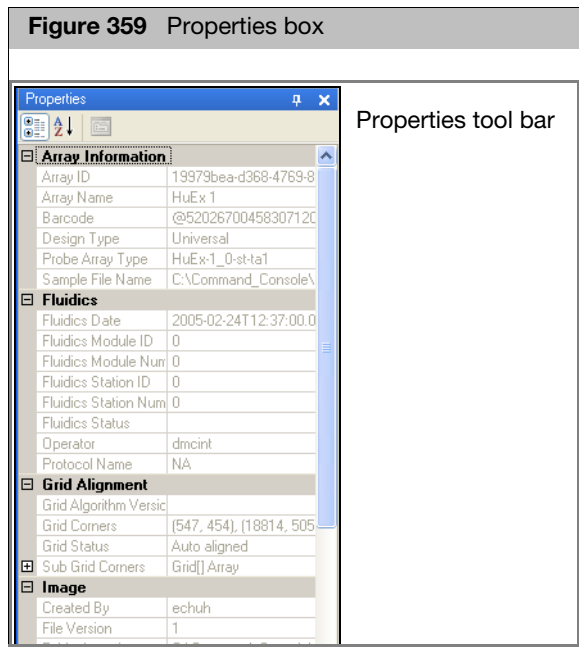 Figure 359 Properties box
Properties
Properties tool bar
Array Information
Array ID 19979bea-d368-4769-8
Array Name HuEx 1
Barcode @52026700458307120
Design Type Universal
Probe Array Type HuEx-1_0-st-ta1
Sample File Name C:\Command_Console\
Fluidics
Fluidics Date 2005-02-24T12:37:00.0
Fluidics Module ID 0
Fluidics Module Num 0
Fluidics Station ID 0
Fluidics Station Num 0
Fluidics Status
Operator dmcint
Protocol Name NA
Grid Alignment
Grid Algorithm Versic
Grid Corners (547, 454), (18814, 505
Grid Status Auto aligned
Sub Grid Corners Grid[] Array
Image
Created By echuh
File Version 1